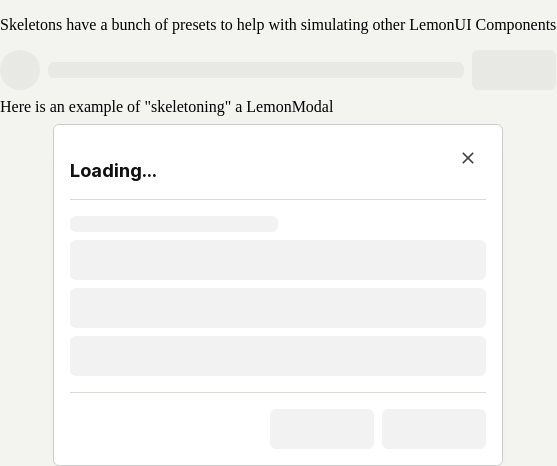 Skeletons have a bunch of presets to help with simulating other LemonUI Components
Here is an example of "skeletoning" a LemonModal
Loading...